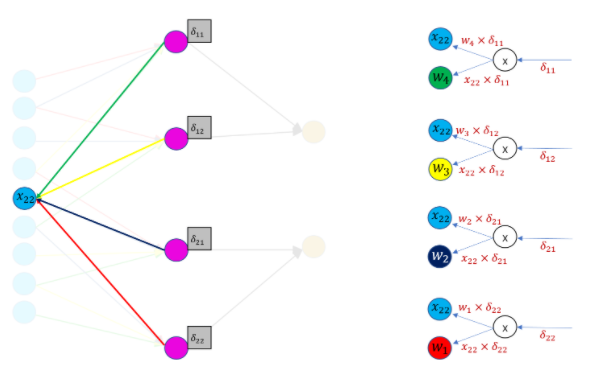 δ₁₁
δ₁₂
x₂₂
δ₂₁
δ₂₂
x₂₂ w₄ × δ₁₁
x
δ₁₁
w₄ x₂₂ × δ₁₁
x₂₂ w₃ × δ₁₂
x
δ₁₂
w₃ x₂₂ × δ₁₂
x₂₂ w₂ × δ₂₁
x
δ₂₁
w₂ x₂₂ × δ₂₁
x₂₂ w₁ × δ₂₂
x
δ₂₂
w₁ x₂₂ × δ₂₂